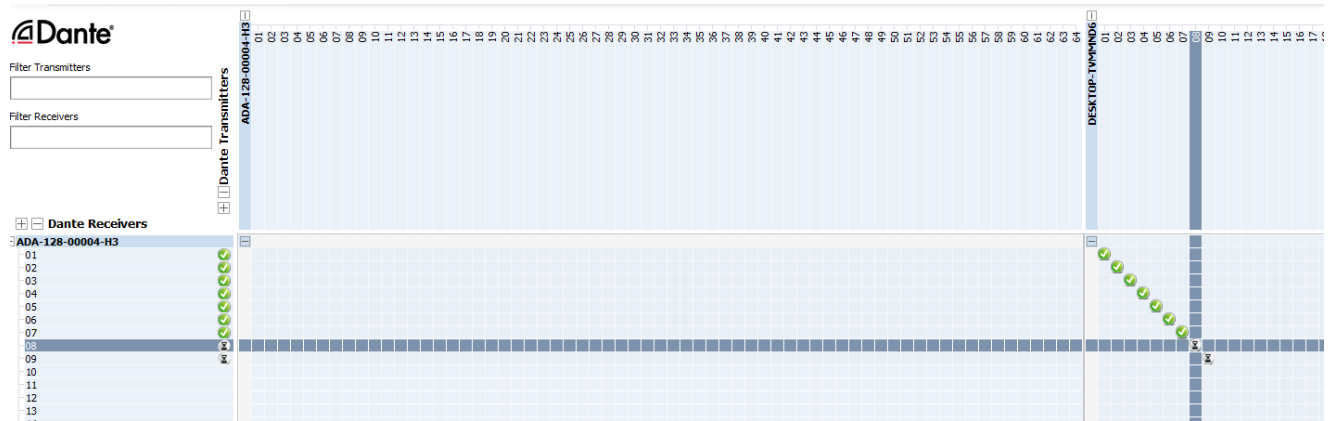 Dante®
Filter Transmitters
Filter Receivers
Dante Transmitters
ADA-128-00004-H3
01 02 03 04 05 06 07 08 09 10 11 12 13 14 15 16 17 18 19 20 21 22 23 24 25 26 27 28 29 30 31 32 33 34 35 36 37 38 39 40 41 42 43 44 45 46 47 48 49 50 51 52 53 54 55 56 57 58 59 60 61 62 63 64
DESKTOP-TVMMND6
01 02 03 04 05 06 07 08 09 10 11 12 13 14 15 16 17
Dante Receivers
ADA-128-00004-H3
01
02
03
04
05
06
07
08
09
10
11
12
13